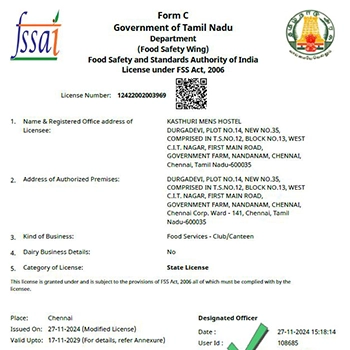 fssai
Form C
Government of Tamil Nadu
Department
(Food Safety Wing)
Food Safety and Standards Authority of India
License under FSS Act, 2006
License Number: 12422002003969
1. Name & Registered Office address of Licensee:
KASTHURI MENS HOSTEL
DURGADEVI, PLOT NO.14, NEW NO.35,
COMPRISED IN T.S.NO.12, BLOCK NO.13, WEST
C.I.T. NAGAR, FIRST MAIN ROAD,
GOVERNMENT FARM, NANDANAM, CHENNAI,
Chennai, Tamil Nadu-600035
2. Address of Authorized Premises:
DURGADEVI, PLOT NO.14, NEW NO.35,
COMPRISED IN T.S.NO.12, BLOCK NO.13, WEST
C.I.T. NAGAR, FIRST MAIN ROAD,
GOVERNMENT FARM, NANDANAM, CHENNAI,
Chennai Corp. Ward - 141, Chennai, Tamil
Nadu-600035
3. Kind of Business: Food Services - Club/Canteen
4. Dairy Business Details: No
5. Category of License: State License
This license is granted under and is subject to the provisions of FSS Act, 2006 all of which must be complied with by the
licensee.
Place: Chennai
Issued On: 27-11-2024 (Modified License)
Valid Upto: 17-11-2029 (For details, refer Annexure)
Designated Officer
Date : 27-11-2024 15:18:14
User Id : 108685